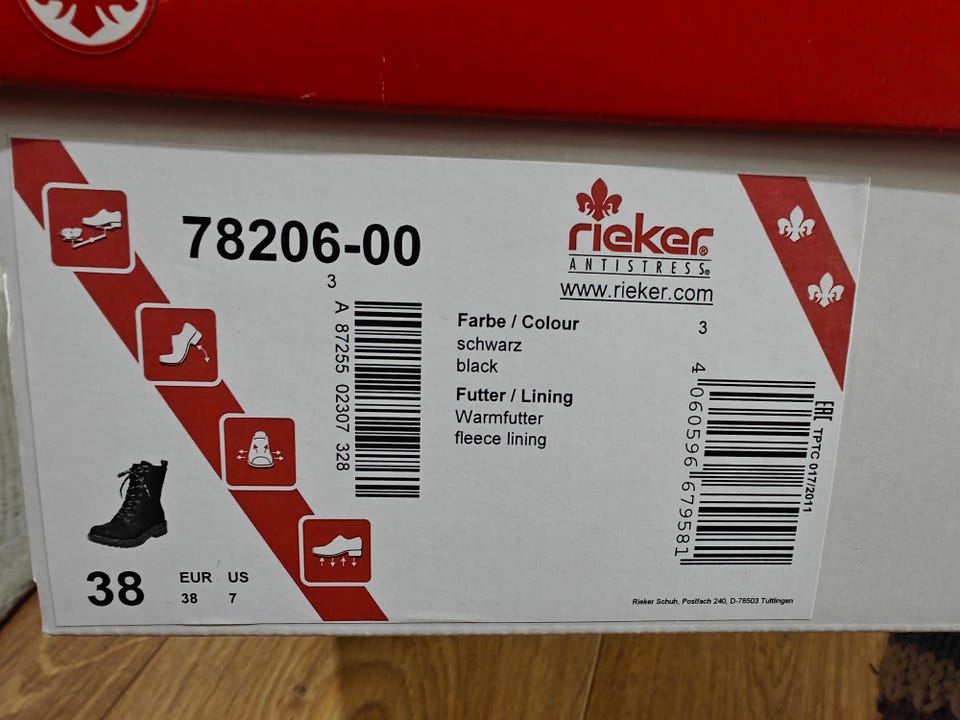 78206-00
3
A 87255 02307 328
rieker®
ANTISTRESS®
www.rieker.com
Farbe / Colour
schwarz
black
Futter / Lining
Warmfutter
fleece lining
3
4 060596 679581
EAC TPTC 017/2011
38
EUR US
38 7
Rieker Schuh, Postfach 240, D-78503 Tuttlingen